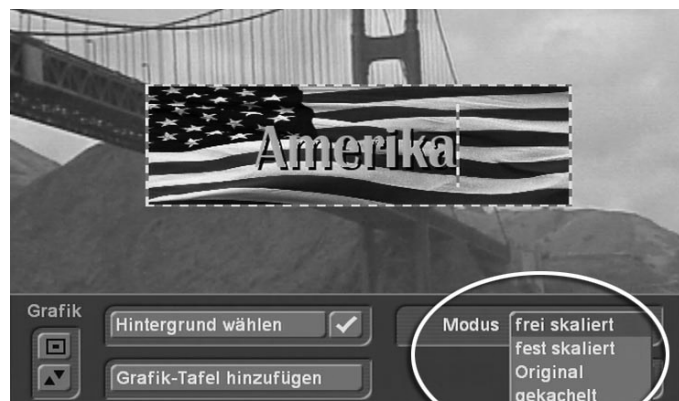 Amerika
Grafik
Hintergrund wählen
Modus
frei skaliert
fest skaliert
Grafik-Tafel hinzufügen
Original
gekachelt